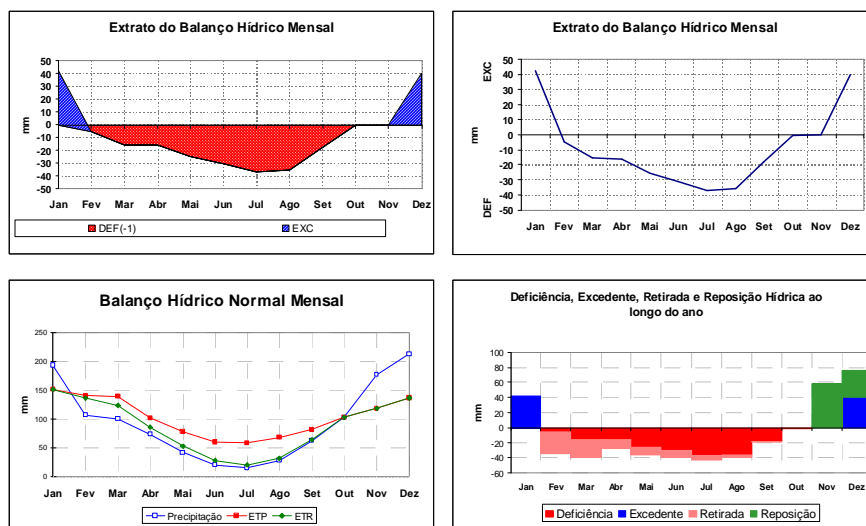 Extrato do Balanço Hídrico Mensal
50
40
30
20
10
0
-10
-20
-30
-40
-50
mm
Jan Fev Mar Abr Mai Jun Jul Ago Set Out Nov Dez
DEF(-1) EXC
Extrato do Balanço Hídrico Mensal
50
40
30
20
10
0
-10
-20
-30
-40
-50
EXC
mm
DEF
Jan Fev Mar Abr Mai Jun Jul Ago Set Out Nov Dez
Balanço Hídrico Normal Mensal
250
200
150
100
50
0
mm
Jan Fev Mar Abr Mai Jun Jul Ago Set Out Nov Dez
Precipitação ETP ETR
Deficiência, Excedente, Retirada e Reposição Hídrica ao
longo do ano
100
80
60
40
20
0
-20
-40
-60
mm
Jan Fev Mar Abr Mai Jun Jul Ago Set Out Nov Dez
Deficiência Excedente Retirada Reposição